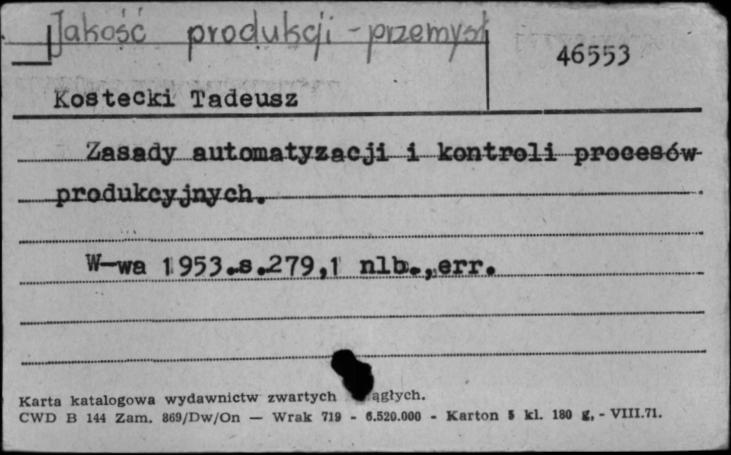 Jakość produkcji - przemysł
46553
Kostecki Tadeusz
Zasady automatyzacji i kontroli procesów
produkcyjnych.
W-wa 1953.s.279,1 nlb.,err.
Karta katalogowa wydawnictw zwartych
CWD B 144 Zam. 869/Dw/On — Wrak 719 - 6.520.000 - Karton 5 kl. 180 g, - VIII.71.